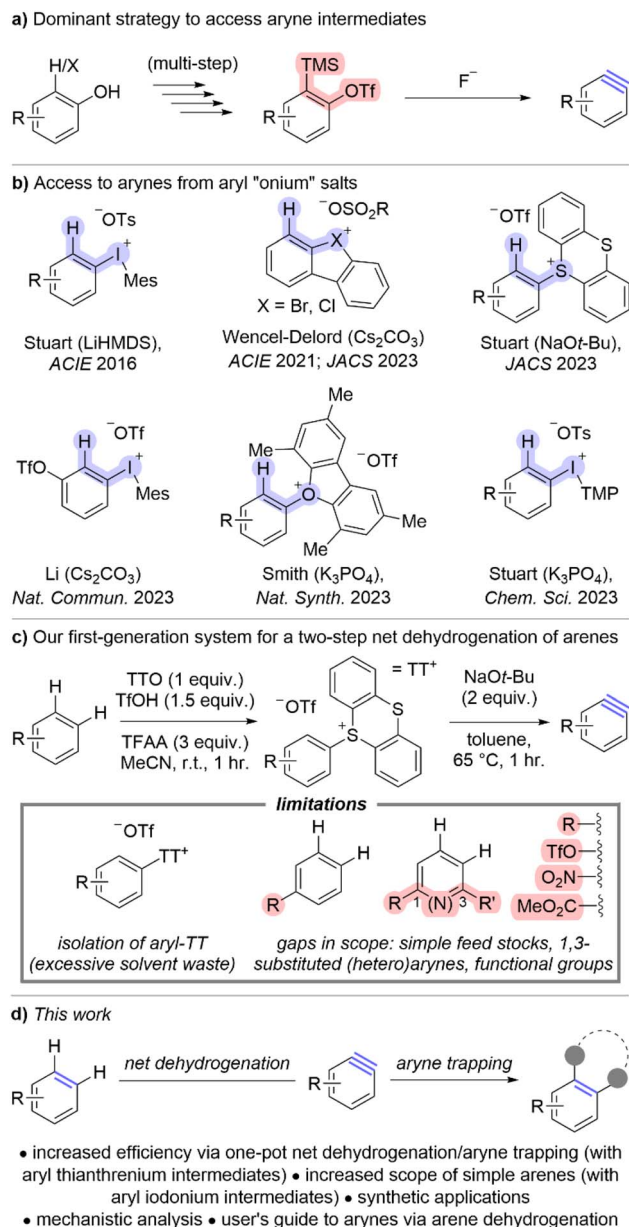 a) Dominant strategy to access aryne intermediates
H/X
OH
R
(multi-step)
TMS
OTf
R
F⁻
R
b) Access to arynes from aryl "onium" salts
⁻OTs
H
I⁺
R
Mes
Stuart (LiHMDS),
ACIE 2016
H
⁻OSO₂R
X⁺
X = Br, Cl
Wencel-Delord (Cs₂CO₃)
ACIE 2021; JACS 2023
⁻OTf
H
S
S⁺
R
Stuart (NaOt-Bu),
JACS 2023
H
⁻OTf
TfO
I⁺
Mes
Li (Cs₂CO₃)
Nat. Commun. 2023
Me
Me
H
⁻OTf
O⁺
R
Me
Smith (K₃PO₄),
Nat. Synth. 2023
H
⁻OTs
I⁺
R
TMP
Stuart (K₃PO₄),
Chem. Sci. 2023
c) Our first-generation system for a two-step net dehydrogenation of arenes
H
H
R
TTO (1 equiv.)
TfOH (1.5 equiv.)
TFAA (3 equiv.)
MeCN, r.t., 1 hr.
= TT⁺
⁻OTf
S
S⁺
R
NaOt-Bu
(2 equiv.)
toluene,
65 °C, 1 hr.
R
limitations
⁻OTf
TT⁺
R
isolation of aryl-TT
(excessive solvent waste)
H
H
R
H
H
R
1
(N)
3
R'
R
TfO
O₂N
MeO₂C
gaps in scope: simple feed stocks, 1,3-
substituted (hetero)arynes, functional groups
d) This work
H
H
R
net dehydrogenation
R
aryne trapping
R
• increased efficiency via one-pot net dehydrogenation/aryne trapping (with
aryl thianthrenium intermediates) • increased scope of simple arenes (with
aryl iodonium intermediates) • synthetic applications
• mechanistic analysis • user's guide to arynes via arene dehydrogenation